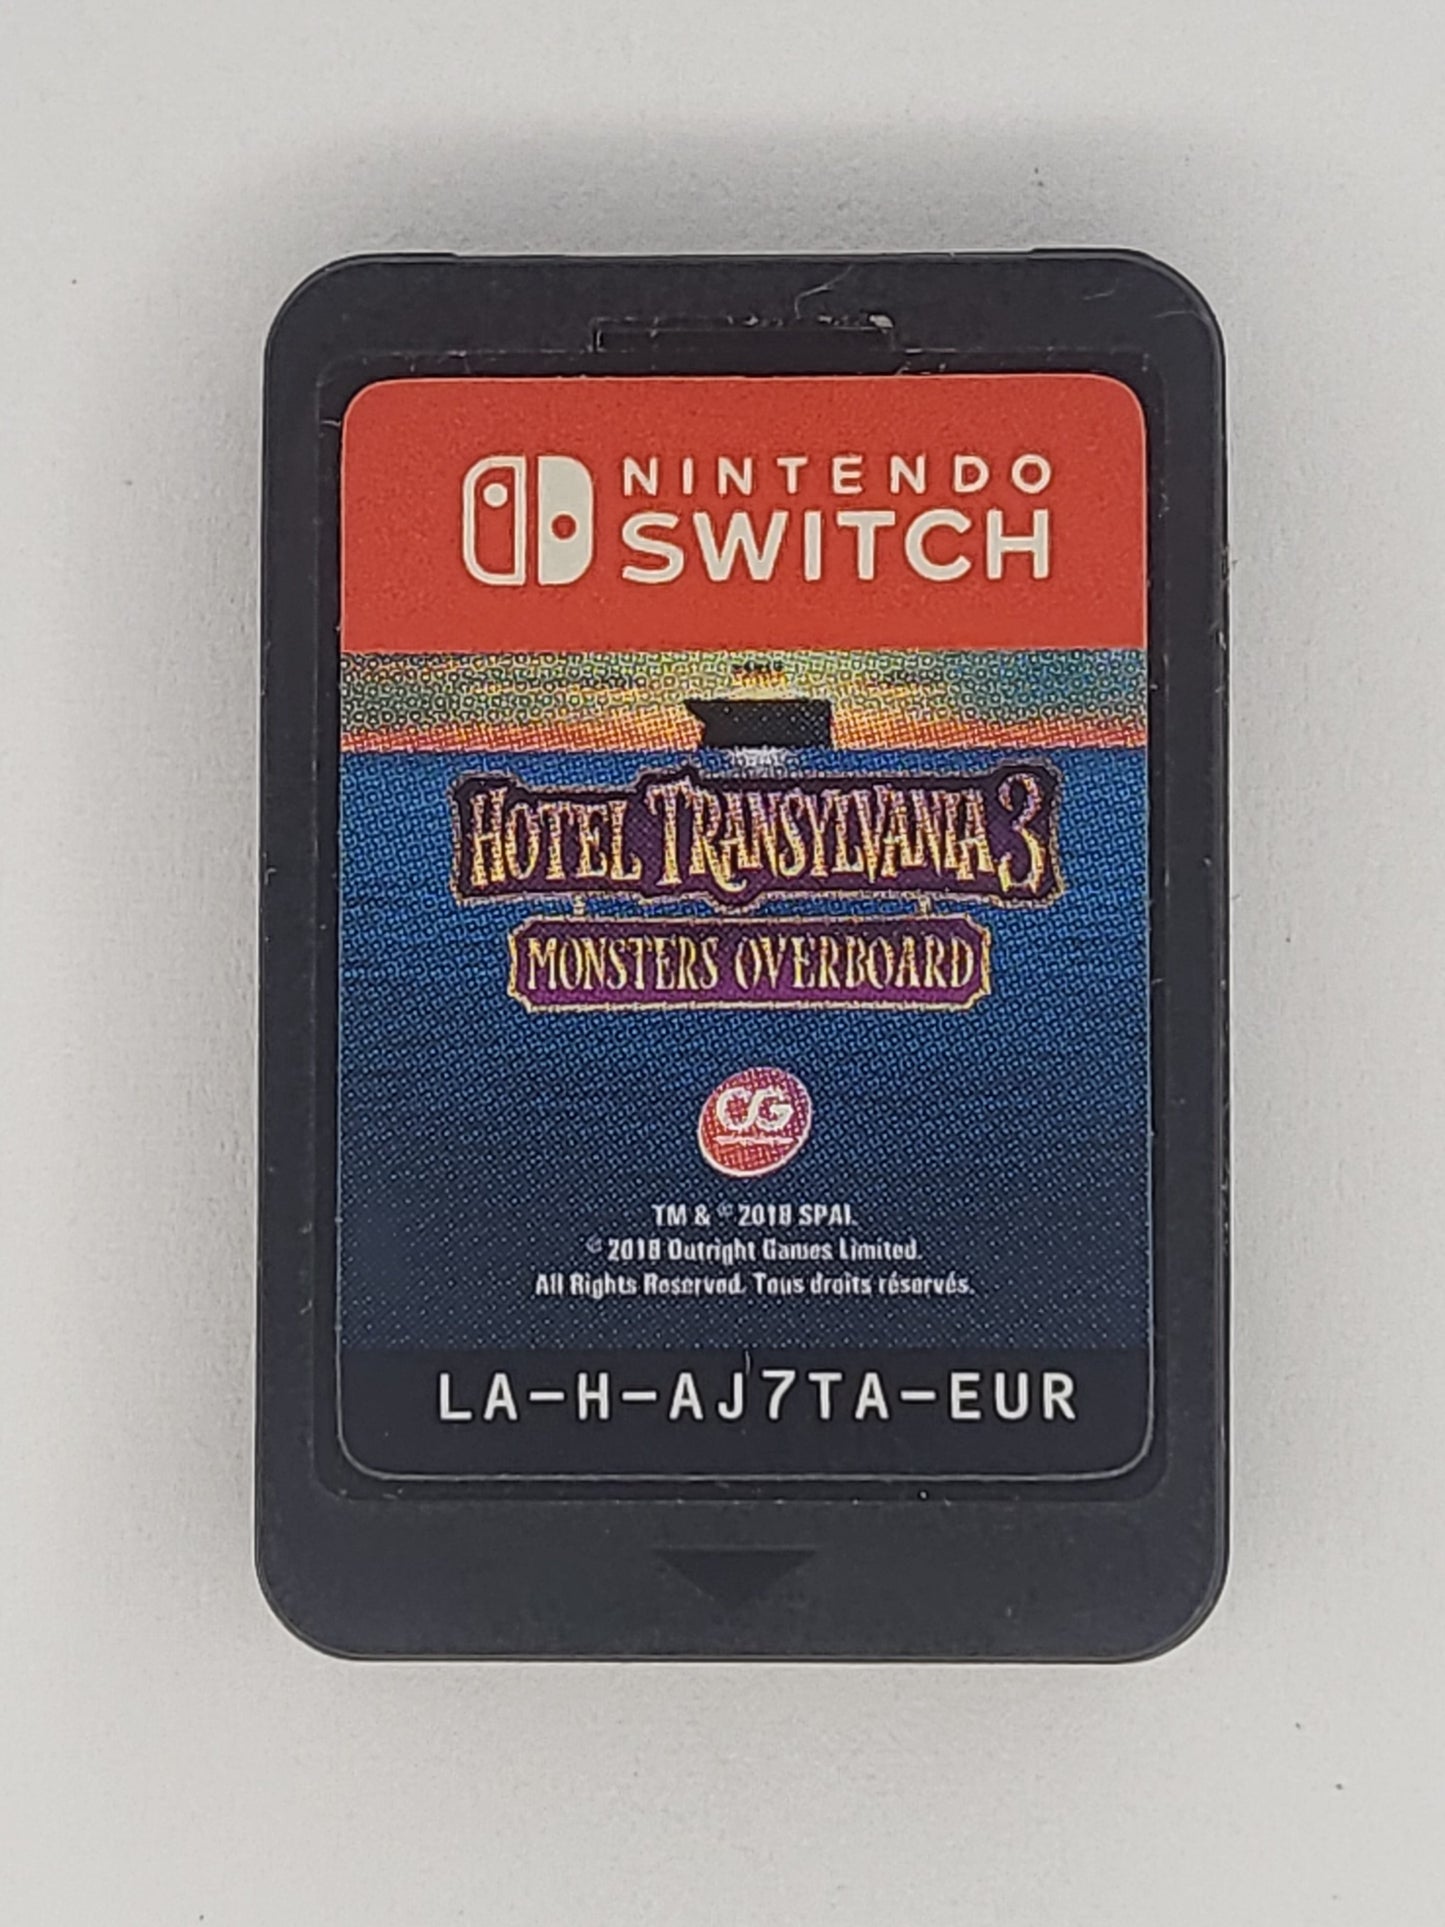 NINTENDO
SWITCH
HOTEL TRANSYLVANIA 3
MONSTERS OVERBOARD
OG
TM & © 2018 SPAI.
© 2018 Outright Games Limited.
All Rights Reserved. Tous droits réservés.
LA-H-AJ7TA-EUR